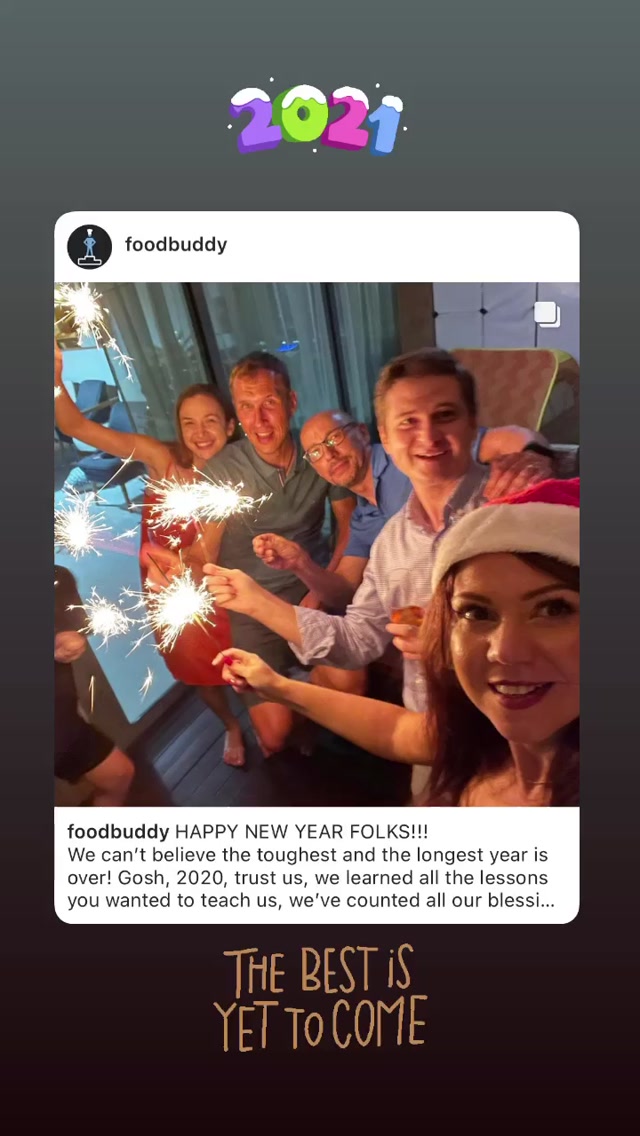 2021
foodbuddy
foodbuddy HAPPY NEW YEAR FOLKS!!!
We can't believe the toughest and the longest year is
over! Gosh, 2020, trust us, we learned all the lessons
you wanted to teach us, we've counted all our blessi...
THE BEST iS
YET TO COME